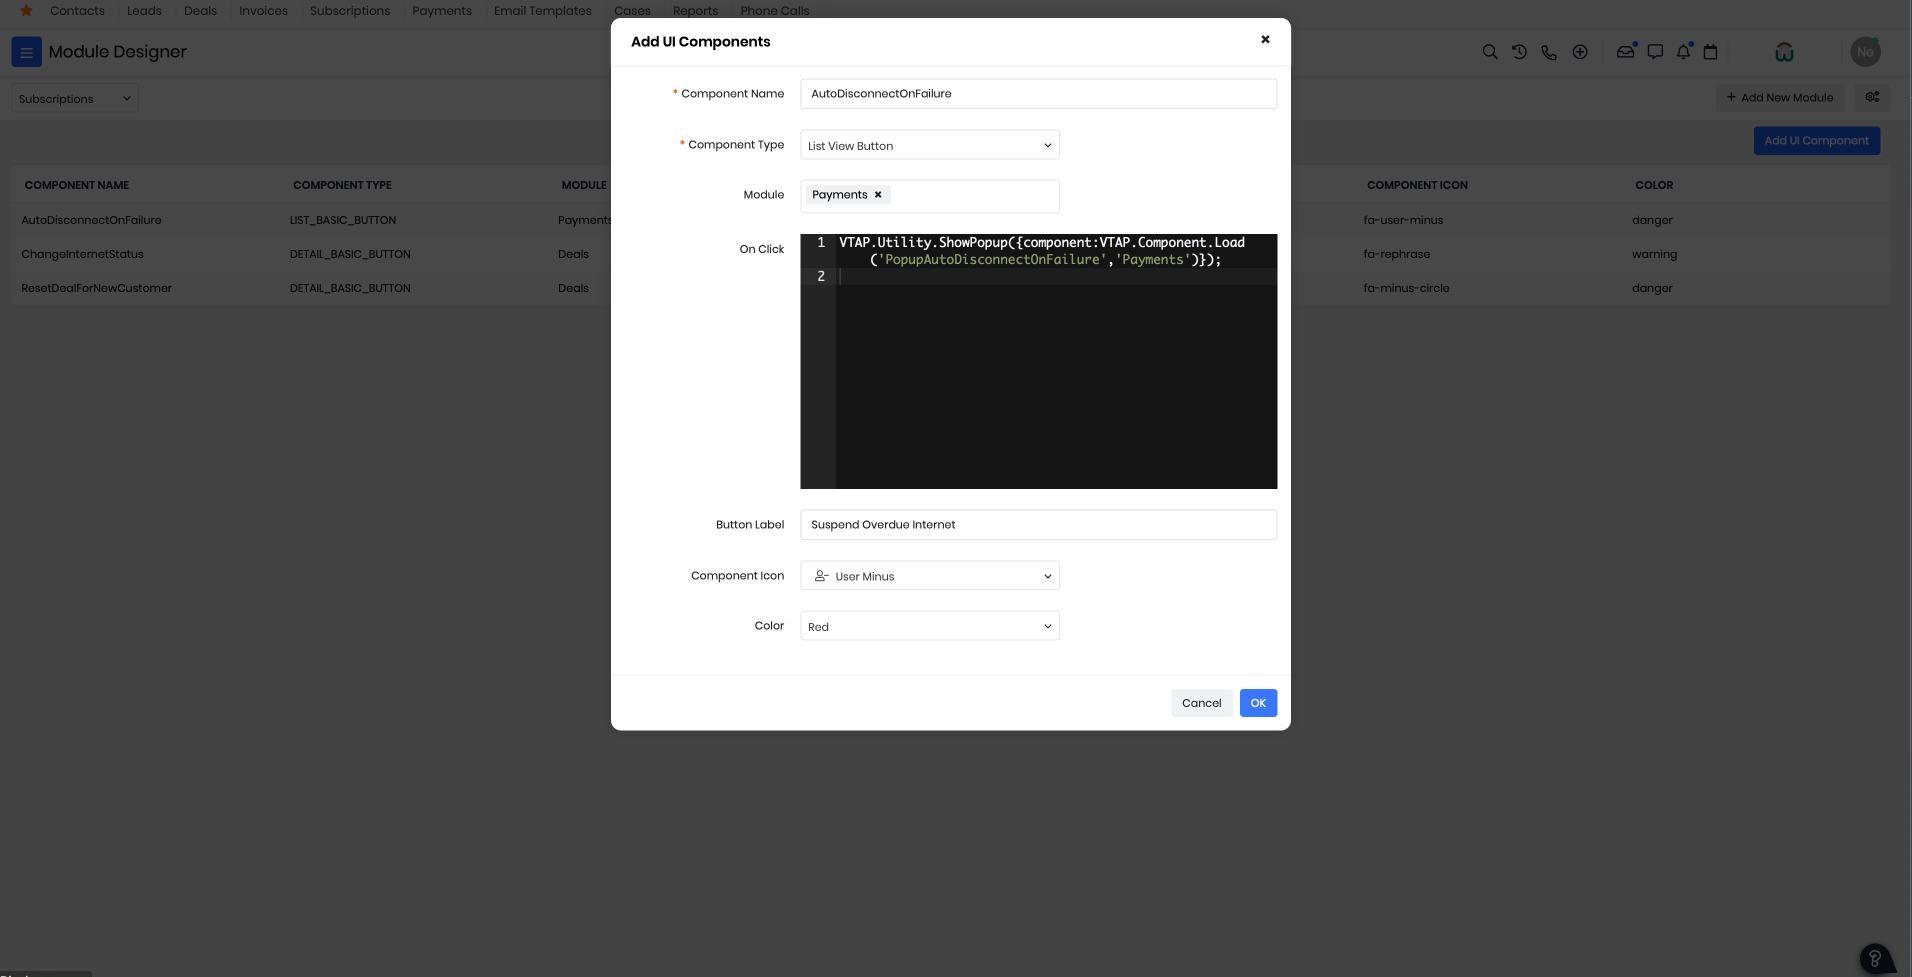 Contacts Leads Deals Invoices Subscriptions Payments Email Templates Cases Reports Phone Calls
Module Designer
Ne
Subscriptions
+ Add New Module
Add UI Component
COMPONENT NAME COMPONENT TYPE MODULE COMPONENT ICON COLOR
AutoDisconnectOnFailure LIST_BASIC_BUTTON Payments fa-user-minus danger
ChangeInternetStatus DETAIL_BASIC_BUTTON Deals fa-rephrase warning
ResetDealForNewCustomer DETAIL_BASIC_BUTTON Deals fa-minus-circle danger
Add UI Components
* Component Name AutoDisconnectOnFailure
* Component Type List View Button
Module Payments
On Click
1 VTAP.Utility.ShowPopup({component:VTAP.Component.Load
('PopupAutoDisconnectOnFailure','Payments')});
2
Button Label Suspend Overdue Internet
Component Icon User Minus
Color Red
Cancel OK